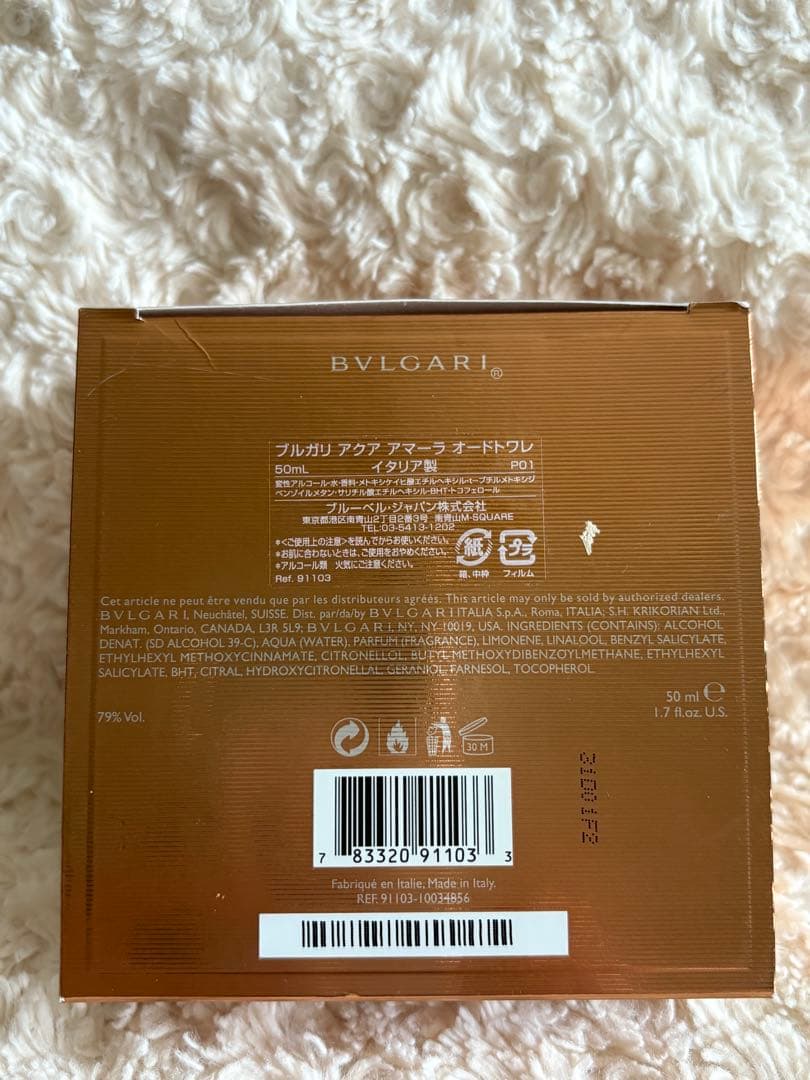 BVLGARI®
ブルガリ アクア アマーラ オードトワレ
50mL イタリア製 P01
変性アルコール・水・香料・メトキシケイヒ酸エチルヘキシル・t-ブチルメトキシジ
ベンゾイルメタン・サリチル酸エチルヘキシル・BHT・トコフェロール
ブルーベル・ジャパン株式会社
東京都港区南青山2丁目2番3号 南青山M-SQUARE
TEL:03-5413-1202
*<ご使用上の注意>を読んでからお使いください。
*お肌に合わないときは、ご使用をおやめください。
*アルコール類 火気にご注意ください。
Ref. 91103
紙 プラ
箱、中枠 フィルム
Cet article ne peut être vendu que par les distributeurs agréés. This article may only be sold by authorized dealers.
BVLGARI, Neuchâtel, SUISSE. Dist. par/da/by BVLGARI ITALIA S.p.A., Roma, ITALIA; S.H. KRIKORIAN Ltd.,
Markham, Ontario, CANADA, L3R 5L9; BVLGARI, NY, NY 10019, USA. INGREDIENTS (CONTAINS): ALCOHOL
DENAT. (SD ALCOHOL 39-C), AQUA (WATER), PARFUM (FRAGRANCE), LIMONENE, LINALOOL, BENZYL SALICYLATE,
ETHYLHEXYL METHOXYCINNAMATE, CITRONELLOL, BUTYL METHOXYDIBENZOYLMETHANE, ETHYLHEXYL
SALICYLATE, BHT, CITRAL, HYDROXYCITRONELLAL, GERANIOL, FARNESOL, TOCOPHEROL.
50 ml ℮
79% Vol. 1.7 fl.oz. U.S.
30 M
31D01F2
7 83320 91103 3
Fabriqué en Italie, Made in Italy.
REF. 91103-10034856